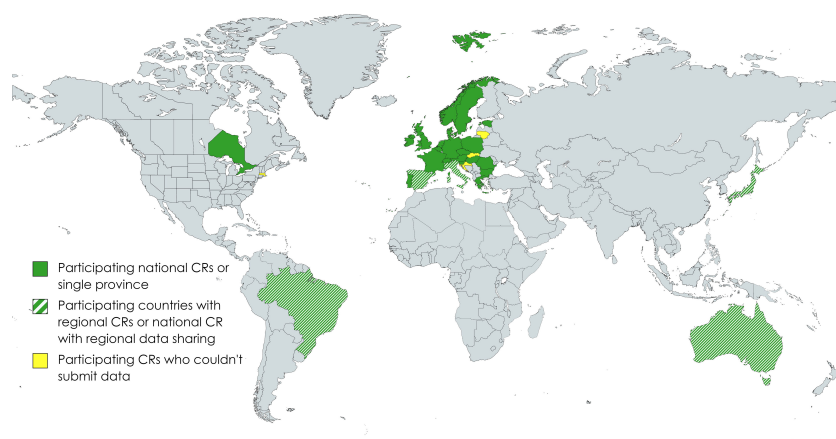 Participating national CRs or
single province
Participating countries with
regional CRs or national CR
with regional data sharing
Participating CRs who couldn't
submit data